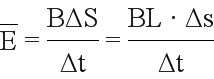 E̅ = BΔS/Δt = BL·Δs/Δt